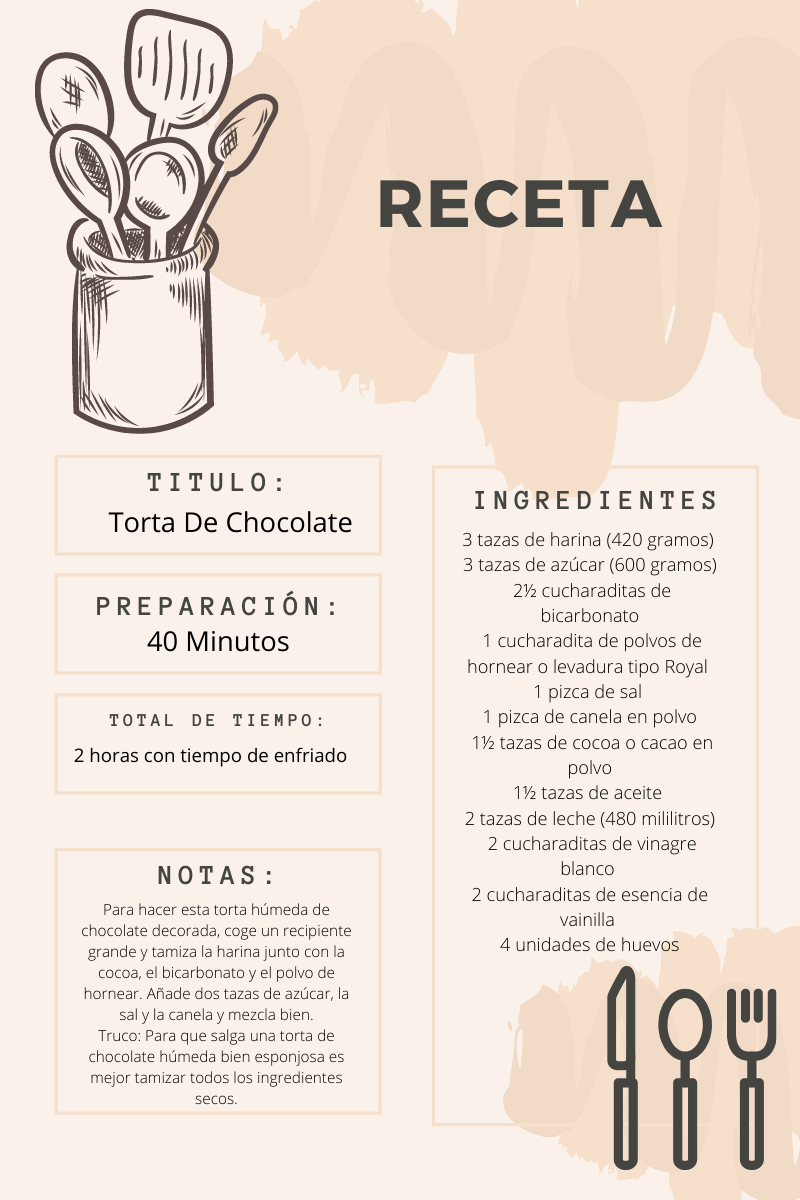 RECETA
TITULO:
Torta De Chocolate
PREPARACIÓN:
40 Minutos
TOTAL DE TIEMPO:
2 horas con tiempo de enfriado
NOTAS:
Para hacer esta torta húmeda de
chocolate decorada, coge un recipiente
grande y tamiza la harina junto con la
cocoa, el bicarbonato y el polvo de
hornear. Añade dos tazas de azúcar, la
sal y la canela y mezcla bien.
Truco: Para que salga una torta de
chocolate húmeda bien esponjosa es
mejor tamizar todos los ingredientes
secos.
INGREDIENTES
3 tazas de harina (420 gramos)
3 tazas de azúcar (600 gramos)
2½ cucharaditas de
bicarbonato
1 cucharadita de polvos de
hornear o levadura tipo Royal
1 pizca de sal
1 pizca de canela en polvo
1½ tazas de cocoa o cacao en
polvo
1½ tazas de aceite
2 tazas de leche (480 mililitros)
2 cucharaditas de vinagre
blanco
2 cucharaditas de esencia de
vainilla
4 unidades de huevos